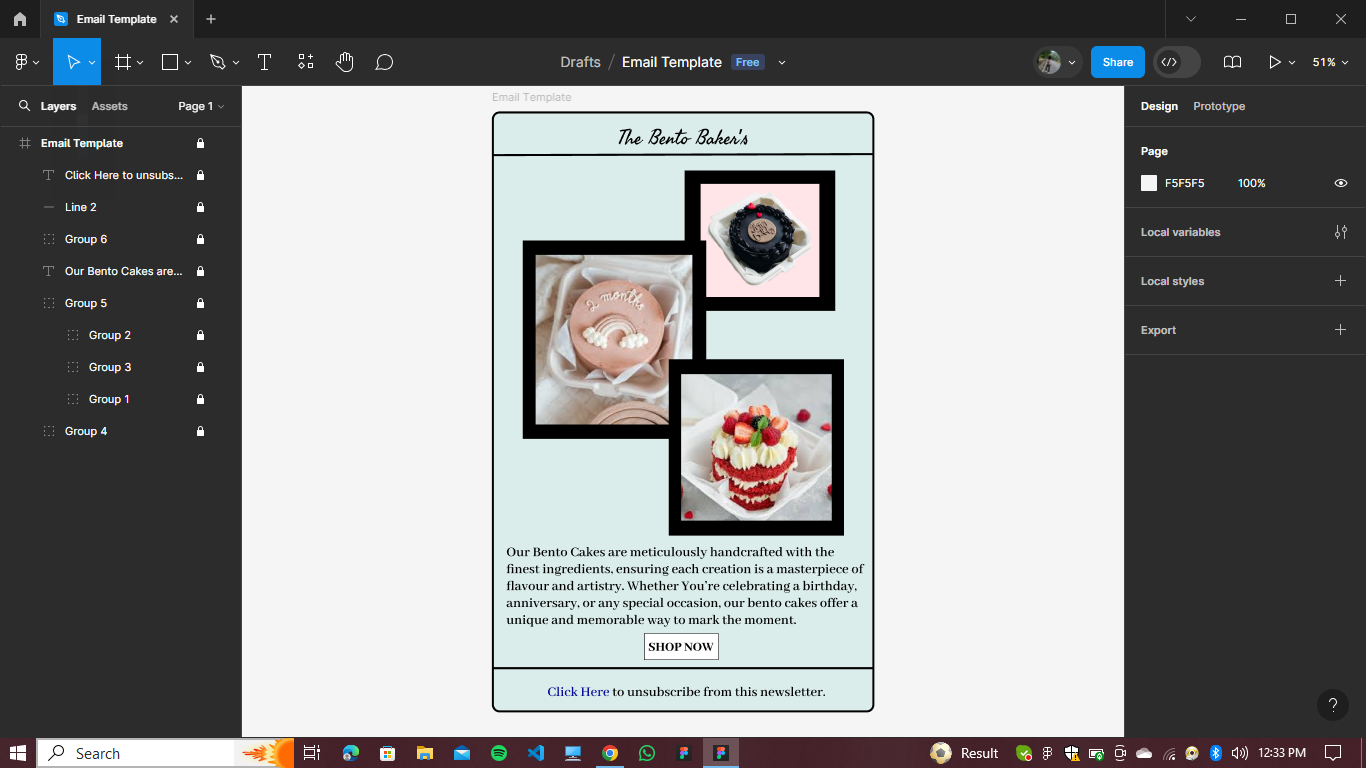 Email Template
Drafts / Email Template Free
Share
51%
Layers Assets Page 1
Email Template
Click Here to unsubs...
Line 2
Group 6
Our Bento Cakes are...
Group 5
Group 2
Group 3
Group 1
Group 4
Email Template
The Bento Baker's
2 months
Our Bento Cakes are meticulously handcrafted with the
finest ingredients, ensuring each creation is a masterpiece of
flavour and artistry. Whether You're celebrating a birthday,
anniversary, or any special occasion, our bento cakes offer a
unique and memorable way to mark the moment.
SHOP NOW
Click Here to unsubscribe from this newsletter.
Design Prototype
Page
F5F5F5 100%
Local variables
Local styles
Export
?
Search
Result
12:33 PM